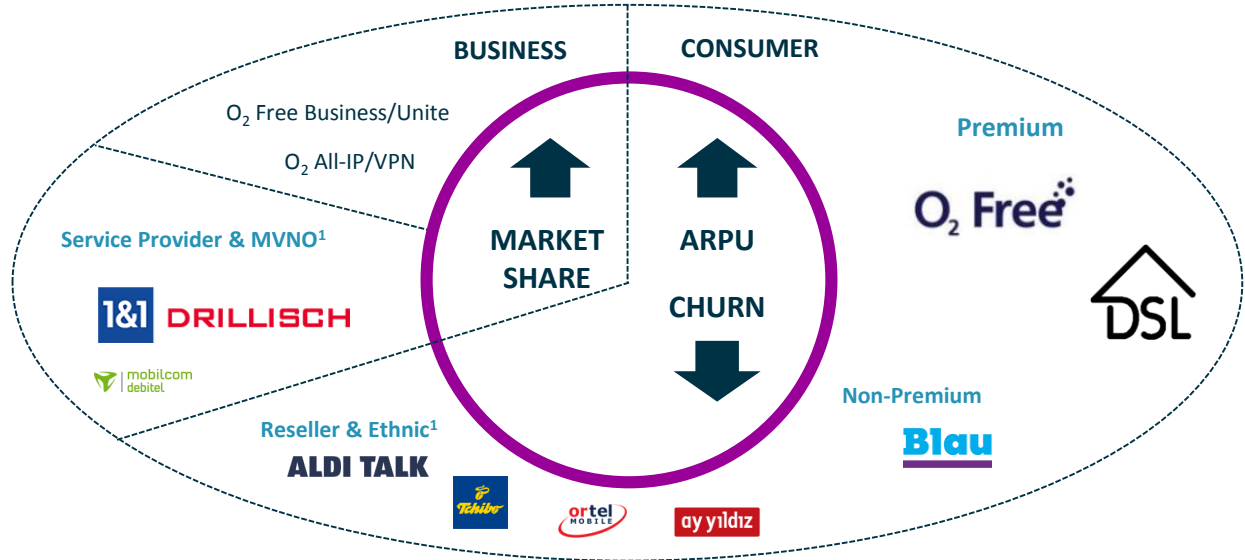 BUSINESS
CONSUMER
O₂ Free Business/Unite
O₂ All-IP/VPN
Service Provider & MVNO¹
1&1 DRILLISCH
mobilcom
debitel
MARKET
SHARE
ARPU
CHURN
Premium
O₂ Free
DSL
Non-Premium
Blau
Reseller & Ethnic¹
ALDI TALK
Tchibo
ortel
MOBILE
ay yıldız